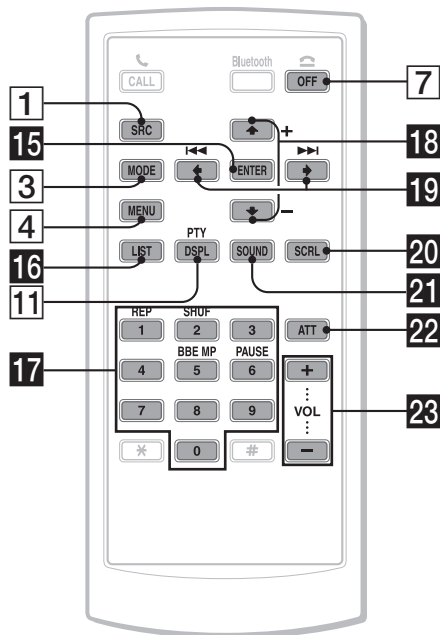 Bluetooth
CALL
OFF
7
1
SRC
+
18
15
MODE
ENTER
19
3
MENU
−
4
PTY
LIST
DSPL
SOUND
SCRL
20
16
21
11
REP
SHUF
1
2
3
ATT
22
17
BBE MP
PAUSE
4
5
6
+
7
8
9
VOL
23
−
0
#